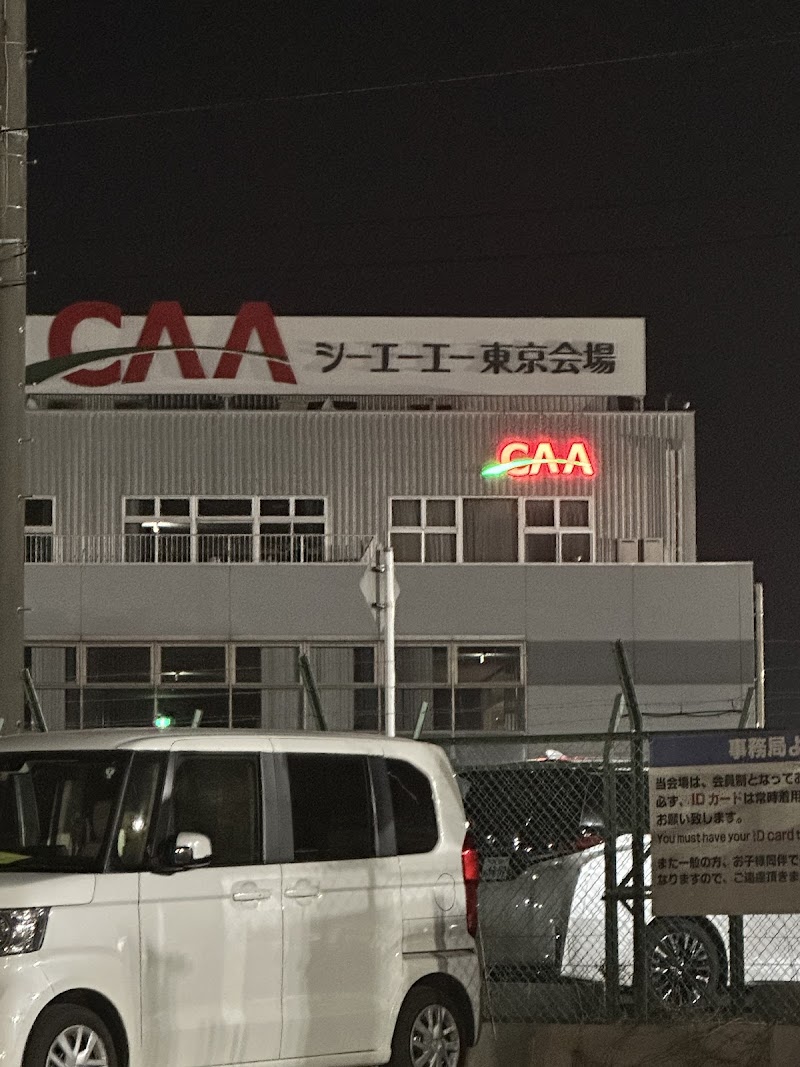 CAA シーエーエー東京会場
CAA
事務局よ
当会場は、会員制となってお
必ず、IDカードは常時着用
お願い致します。
You must have your ID card t
また一般の方、お子様同伴で
なりますので、ご遠慮頂きま